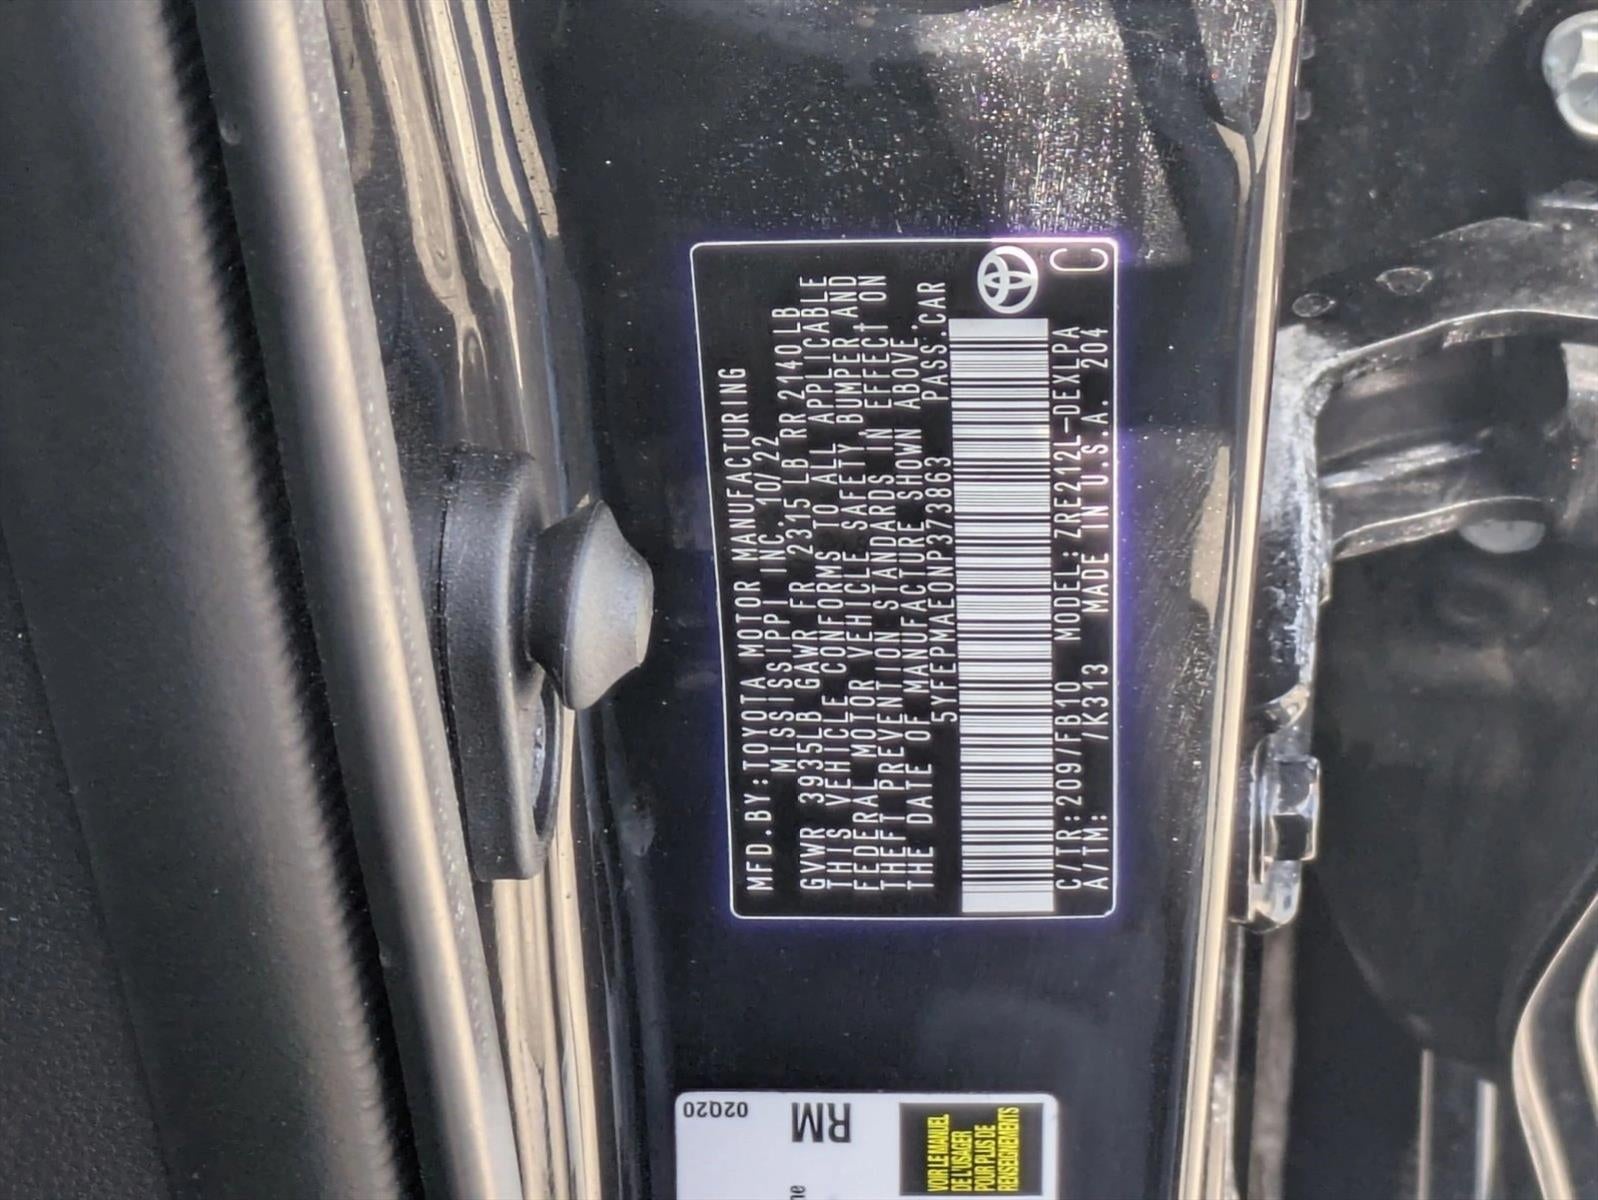 MFD.BY:TOYOTA MOTOR MANUFACTURING
MISSISSIPPI INC. 10/22
GVWR 3935LB GAWR FR 2315 LB RR 2140LB
THIS VEHICLE CONFORMS TO ALL APPLICABLE
FEDERAL MOTOR VEHICLE SAFETY BUMPER,AND
THEFT PREVENTION STANDARDS IN EFFECT ON
THE DATE OF MANUFACTURE SHOWN ABOVE.
5YFEPMAE0NP373863 PASS.CAR
C/TR:209/FB10 MODEL:ZRE212L-DEXLPA
A/TM: /K313 MADE IN U.S.A. 204
C
02Q20
RM
VOIR LE MANUEL
DE L'USAGER
POUR PLUS DE
RENSEIGNEMENTS